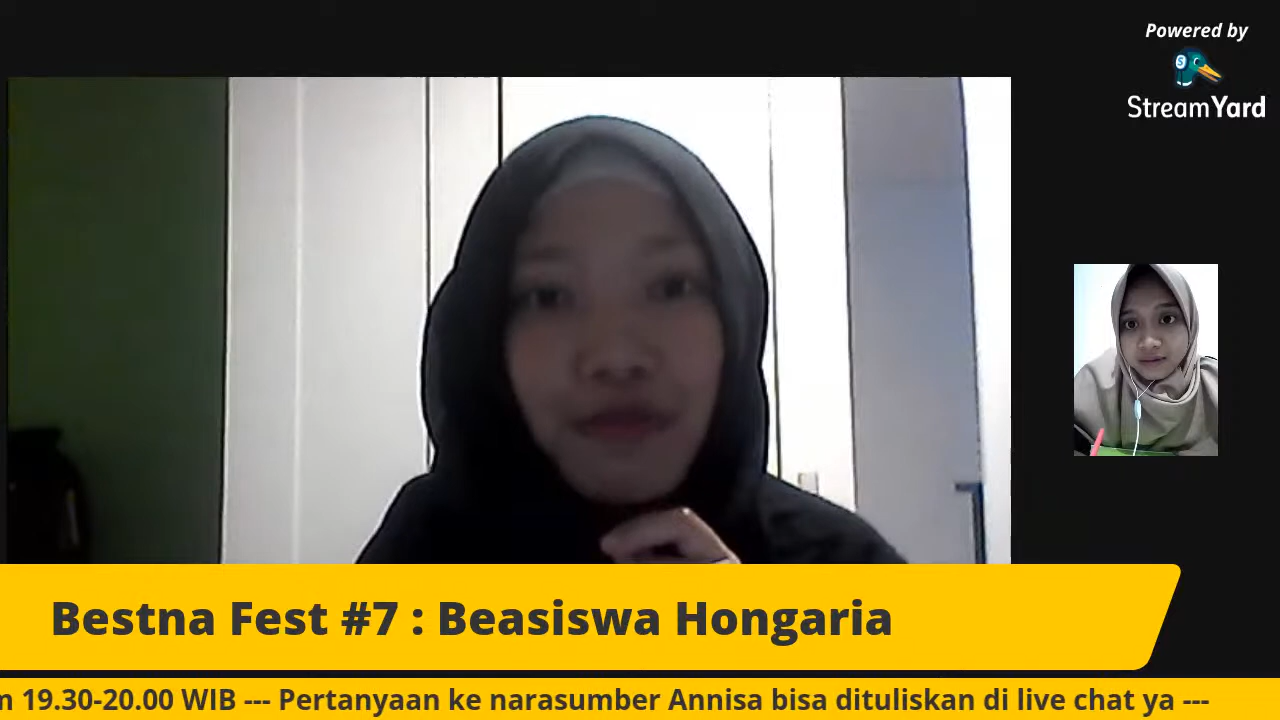 Powered by
StreamYard
Bestna Fest #7 : Beasiswa Hongaria
19.30-20.00 WIB --- Pertanyaan ke narasumber Annisa bisa dituliskan di live chat ya ---